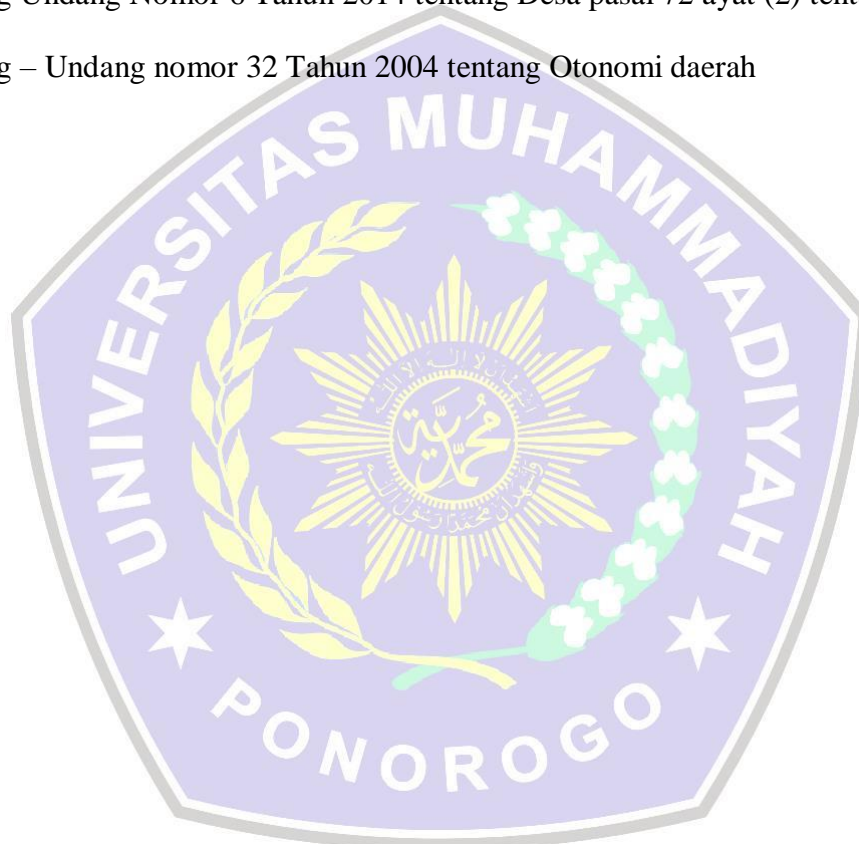 g Undang Nomor 6 Tahun 2014 tentang Desa pasal 72 ayat (2) tent
g – Undang nomor 32 Tahun 2004 tentang Otonomi daerah
UNIVERSITAS MUHAMMADIYAH
PONOROGO
محمدية